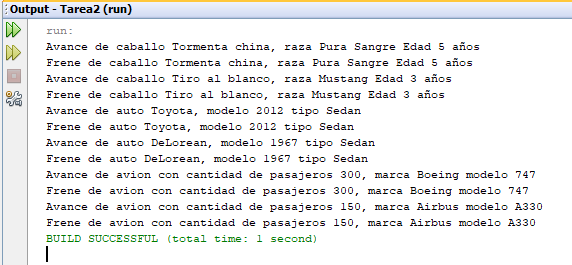 Output - Tarea2 (run)
run:
Avance de caballo Tormenta china, raza Pura Sangre Edad 5 años
Frene de caballo Tormenta china, raza Pura Sangre Edad 5 años
Avance de caballo Tiro al blanco, raza Mustang Edad 3 años
Frene de caballo Tiro al blanco, raza Mustang Edad 3 años
Avance de auto Toyota, modelo 2012 tipo Sedan
Frene de auto Toyota, modelo 2012 tipo Sedan
Avance de auto DeLorean, modelo 1967 tipo Sedan
Frene de auto DeLorean, modelo 1967 tipo Sedan
Avance de avion con cantidad de pasajeros 300, marca Boeing modelo 747
Frene de avion con cantidad de pasajeros 300, marca Boeing modelo 747
Avance de avion con cantidad de pasajeros 150, marca Airbus modelo A330
Frene de avion con cantidad de pasajeros 150, marca Airbus modelo A330
BUILD SUCCESSFUL (total time: 1 second)